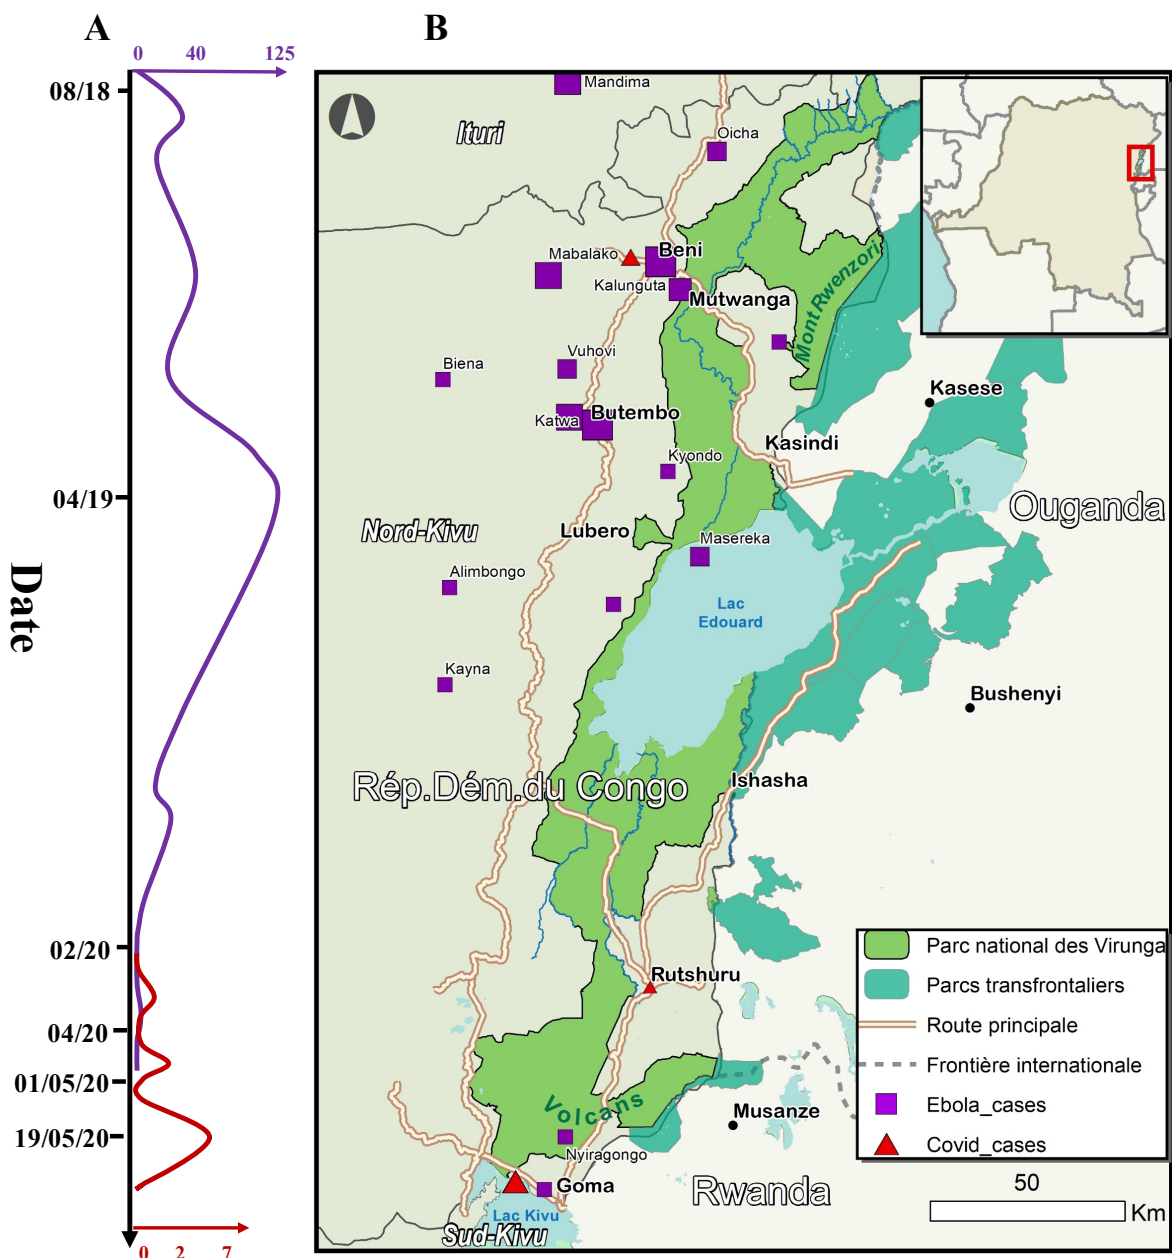 A
B
0 40 125
08/18
04/19
Date
02/20
04/20
01/05/20
19/05/20
0 2 7
Mandima
Ituri
Oicha
Mabalako
Beni
Kalunguta
Mutwanga
Mont Rwenzori
Biena
Vuhovi
Katwa
Butembo
Kasese
Kasindi
Kyondo
Ouganda
Nord-Kivu
Lubero
Masereka
Alimbongo
Lac
Edouard
Kayna
Bushenyi
Rép.Dém.du Congo
Ishasha
Rutshuru
Volcans
Musanze
Nyiragongo
Goma
Rwanda
Lac Kivu
Sud-Kivu
Parc national des Virunga
Parcs transfrontaliers
Route principale
Frontière internationale
Ebola_cases
Covid_cases
50
Km